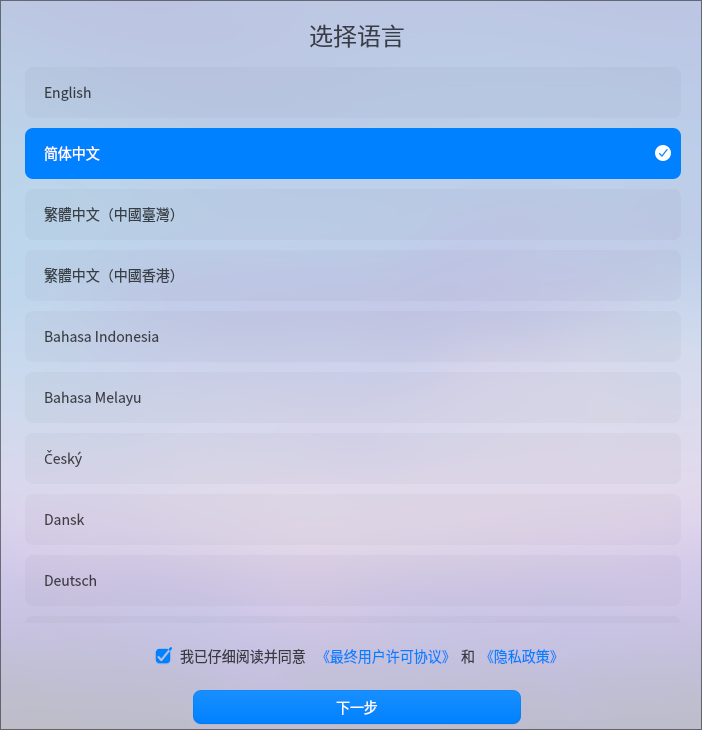 选择语言
English
简体中文
繁體中文（中國臺灣）
繁體中文（中國香港）
Bahasa Indonesia
Bahasa Melayu
Český
Dansk
Deutsch
我已仔细阅读并同意 《最终用户许可协议》 和 《隐私政策》
下一步